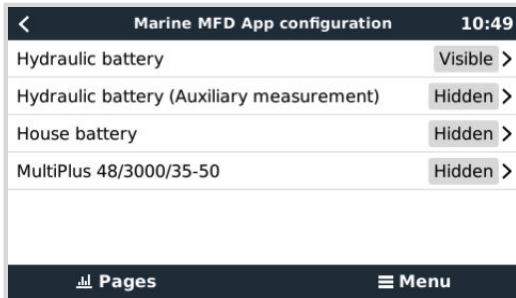 Marine MFD App configuration 10:49
Hydraulic battery Visible
Hydraulic battery (Auxiliary measurement) Hidden
House battery Hidden
MultiPlus 48/3000/35-50 Hidden
Pages Menu